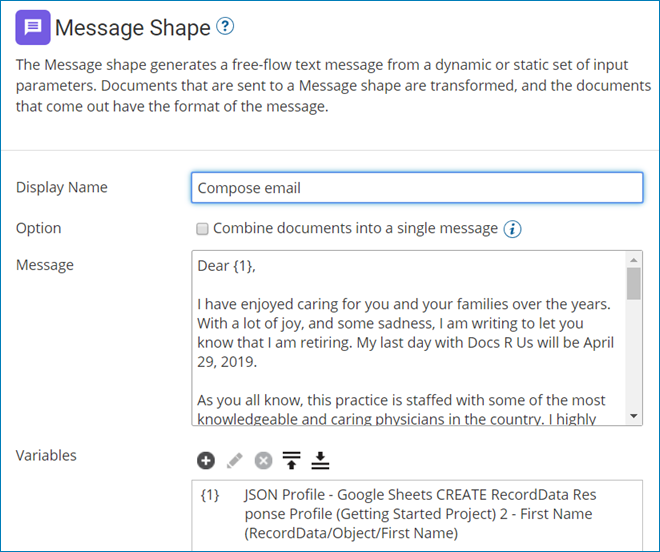 Message Shape ?
The Message shape generates a free-flow text message from a dynamic or static set of input
parameters. Documents that are sent to a Message shape are transformed, and the documents
that come out have the format of the message.
Display Name
Compose email
Option
Combine documents into a single message i
Message
Dear {1},
I have enjoyed caring for you and your families over the years.
With a lot of joy, and some sadness, I am writing to let you
know that I am retiring. My last day with Docs R Us will be April
29, 2019.
As you all know, this practice is staffed with some of the most
knowledgeable and caring physicians in the country. I highly
Variables
{1} JSON Profile - Google Sheets CREATE RecordData Res
ponse Profile (Getting Started Project) 2 - First Name
(RecordData/Object/First Name)